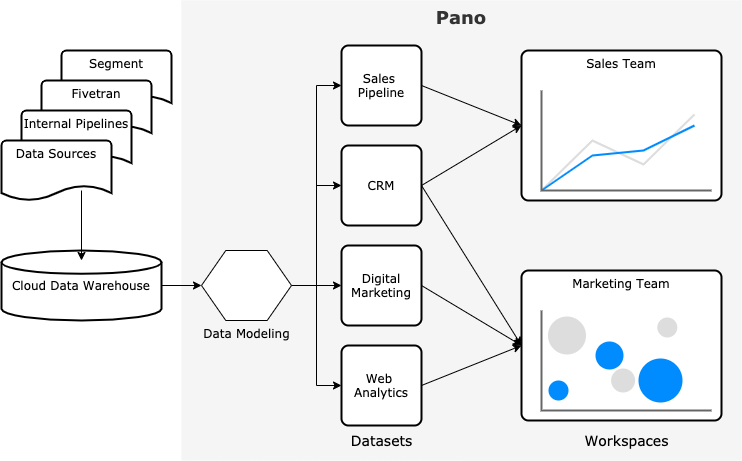 Pano
Segment
Fivetran
Internal Pipelines
Data Sources
Cloud Data Warehouse
Data Modeling
Sales
Pipeline
CRM
Digital
Marketing
Web
Analytics
Datasets
Sales Team
Marketing Team
Workspaces